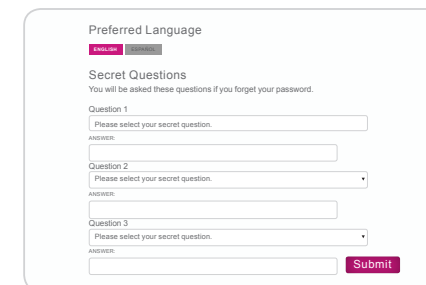 Preferred Language
ENGLISH ESPAÑOL
Secret Questions
You will be asked these questions if you forget your password.
Question 1
Please select your secret question.
ANSWER:
Question 2
Please select your secret question.
ANSWER:
Question 3
Please select your secret question.
ANSWER:
Submit